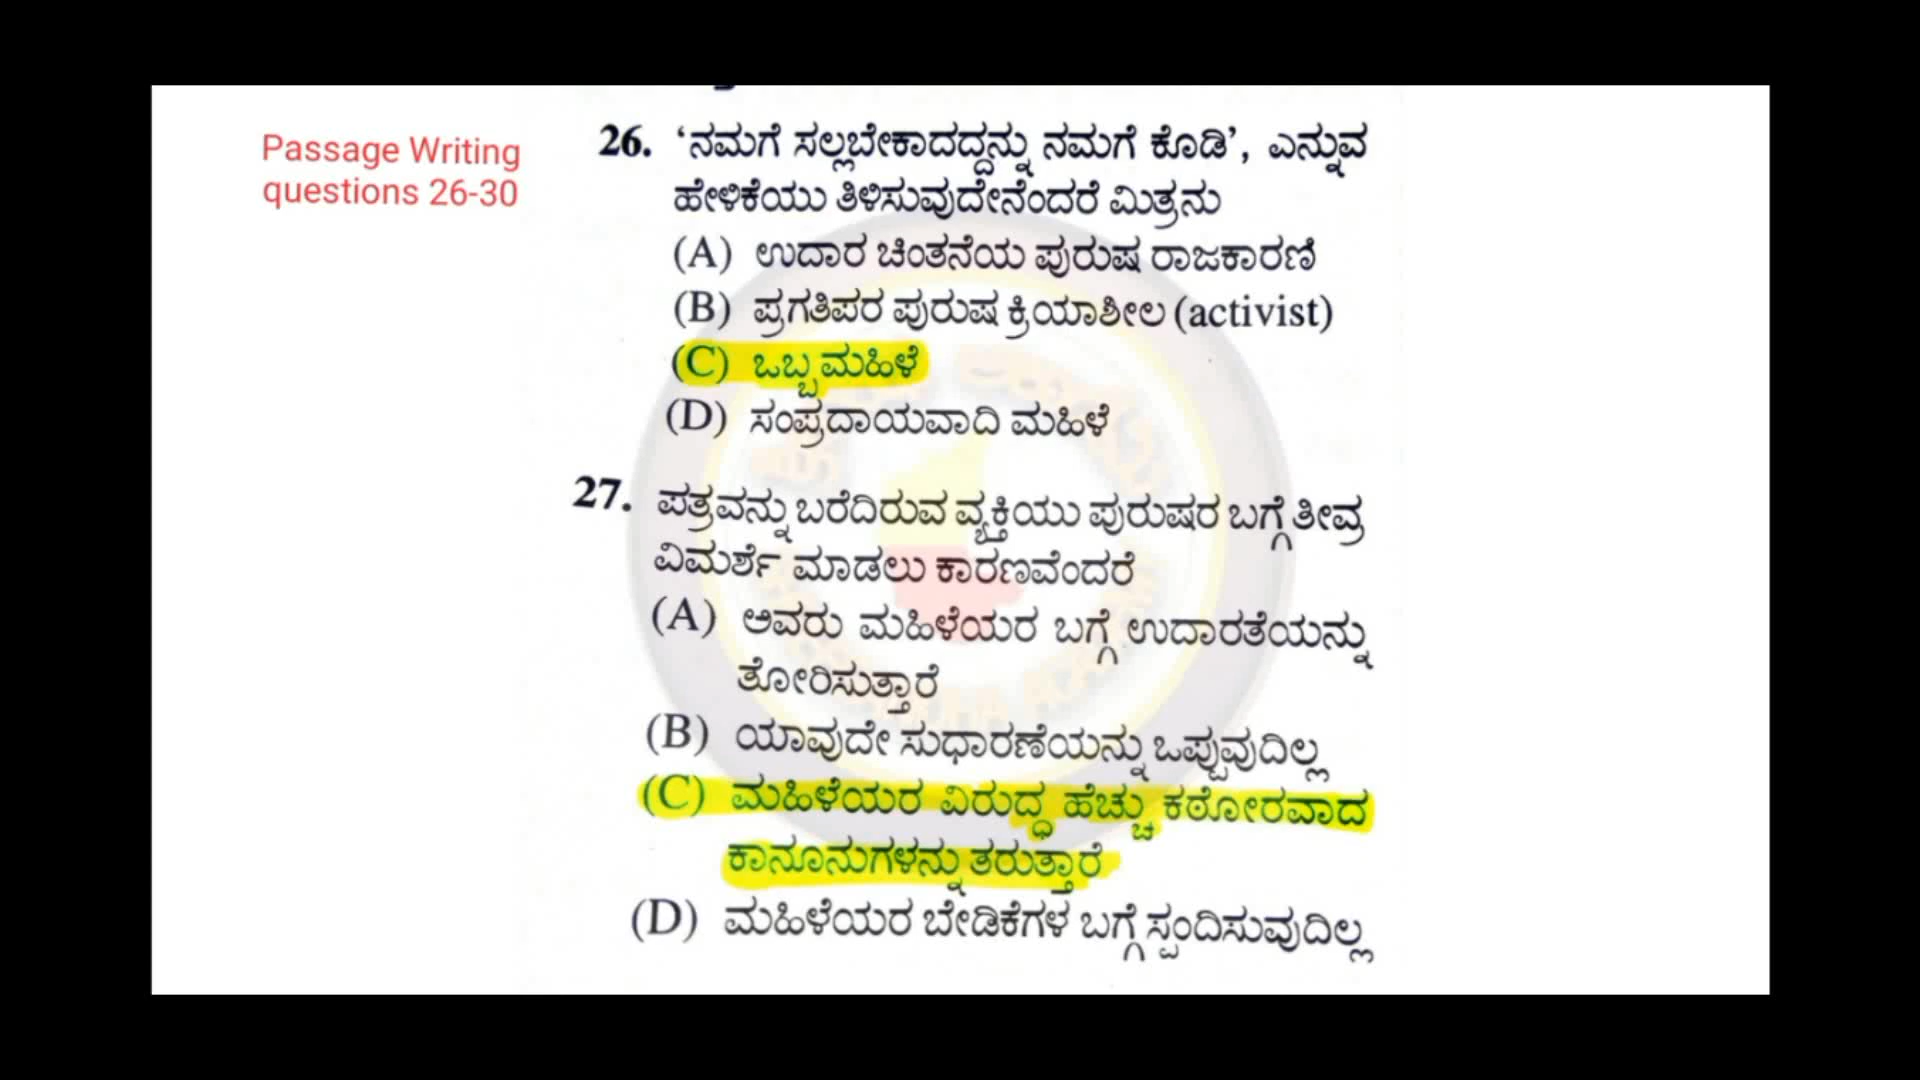 Passage Writing
questions 26-30
26. ‘ನಮಗೆ ಸಲ್ಲಬೇಕಾದದ್ದನ್ನು ನಮಗೆ ಕೊಡಿ’, ಎನ್ನುವ
ಹೇಳಿಕೆಯು ತಿಳಿಸುವುದೇನೆಂದರೆ ಮಿತ್ರನು
(A) ಉದಾರ ಚಿಂತನೆಯ ಪುರುಷ ರಾಜಕಾರಣಿ
(B) ಪ್ರಗತಿಪರ ಪುರುಷ ಕ್ರಿಯಾಶೀಲ (activist)
(C) ಒಬ್ಬ ಮಹಿಳೆ
(D) ಸಂಪ್ರದಾಯವಾದಿ ಮಹಿಳೆ
27. ಪತ್ರವನ್ನು ಬರೆದಿರುವ ವ್ಯಕ್ತಿಯು ಪುರುಷರ ಬಗ್ಗೆ ತೀವ್ರ
ವಿಮರ್ಶೆ ಮಾಡಲು ಕಾರಣವೆಂದರೆ
(A) ಅವರು ಮಹಿಳೆಯರ ಬಗ್ಗೆ ಉದಾರತೆಯನ್ನು
ತೋರಿಸುತ್ತಾರೆ
(B) ಯಾವುದೇ ಸುಧಾರಣೆಯನ್ನು ಒಪ್ಪುವುದಿಲ್ಲ
(C) ಮಹಿಳೆಯರ ವಿರುದ್ಧ ಹೆಚ್ಚು ಕಠೋರವಾದ
ಕಾನೂನುಗಳನ್ನು ತರುತ್ತಾರೆ
(D) ಮಹಿಳೆಯರ ಬೇಡಿಕೆಗಳ ಬಗ್ಗೆ ಸ್ಪಂದಿಸುವುದಿಲ್ಲ